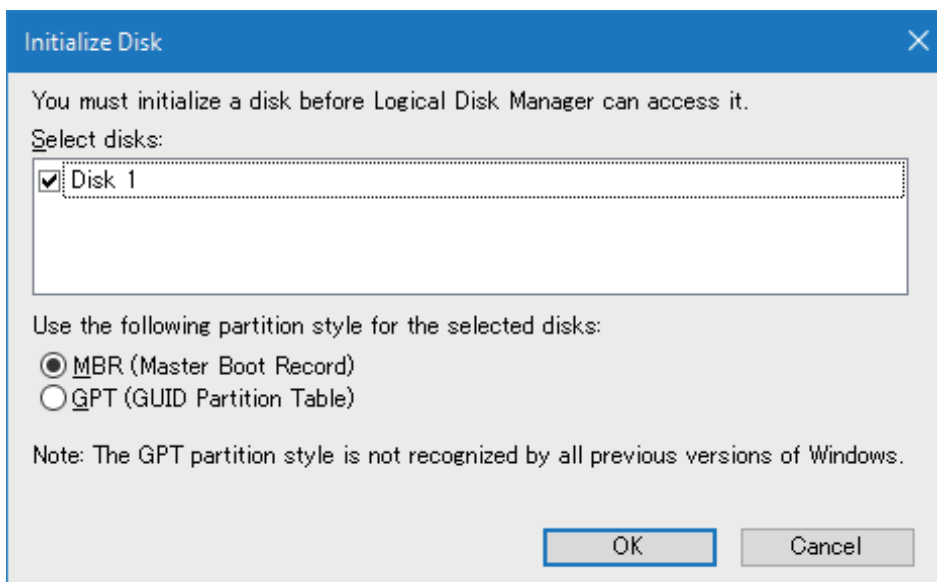 Initialize Disk
You must initialize a disk before Logical Disk Manager can access it.
Select disks:
Disk 1
Use the following partition style for the selected disks:
MBR (Master Boot Record)
GPT (GUID Partition Table)
Note: The GPT partition style is not recognized by all previous versions of Windows.
OK Cancel